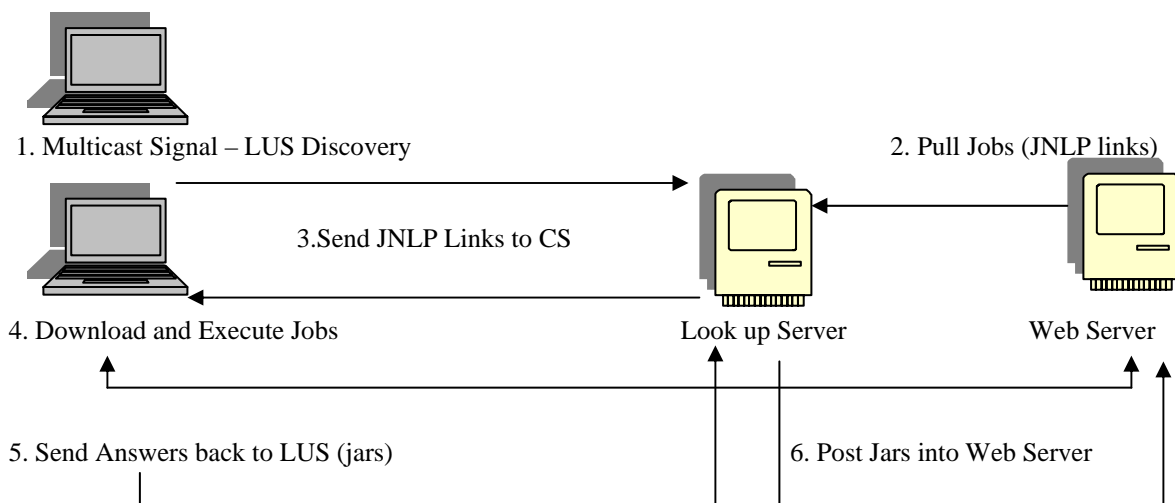 1. Multicast Signal – LUS Discovery
2. Pull Jobs (JNLP links)
3.Send JNLP Links to CS
4. Download and Execute Jobs
Look up Server
Web Server
5. Send Answers back to LUS (jars)
6. Post Jars into Web Server